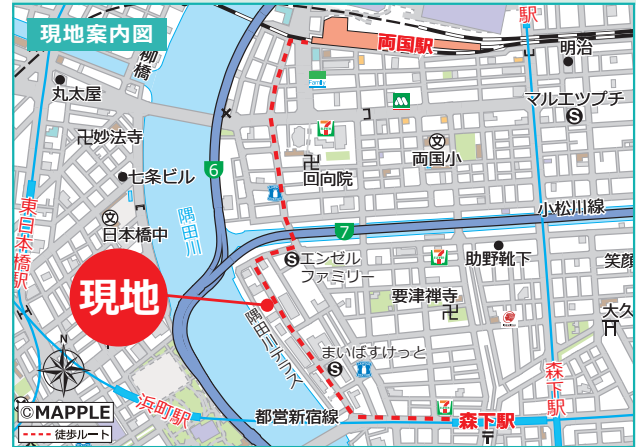 現地案内図
駅
両国駅
明治
柳橋
丸太屋
Family
マルエツプチ
S
妙法寺
文
両国小
回向院
七条ビル
6
隅田川
文
日本橋中
小松川線
7
東日本橋駅
S エンゼル
ファミリー
助野靴下
笑顔
現地
要津禅寺
大久
隅田川テラス
まいばすけっと
S
N
浜町駅
都営新宿線
森下駅
森下駅
©MAPPLE
徒歩ルート